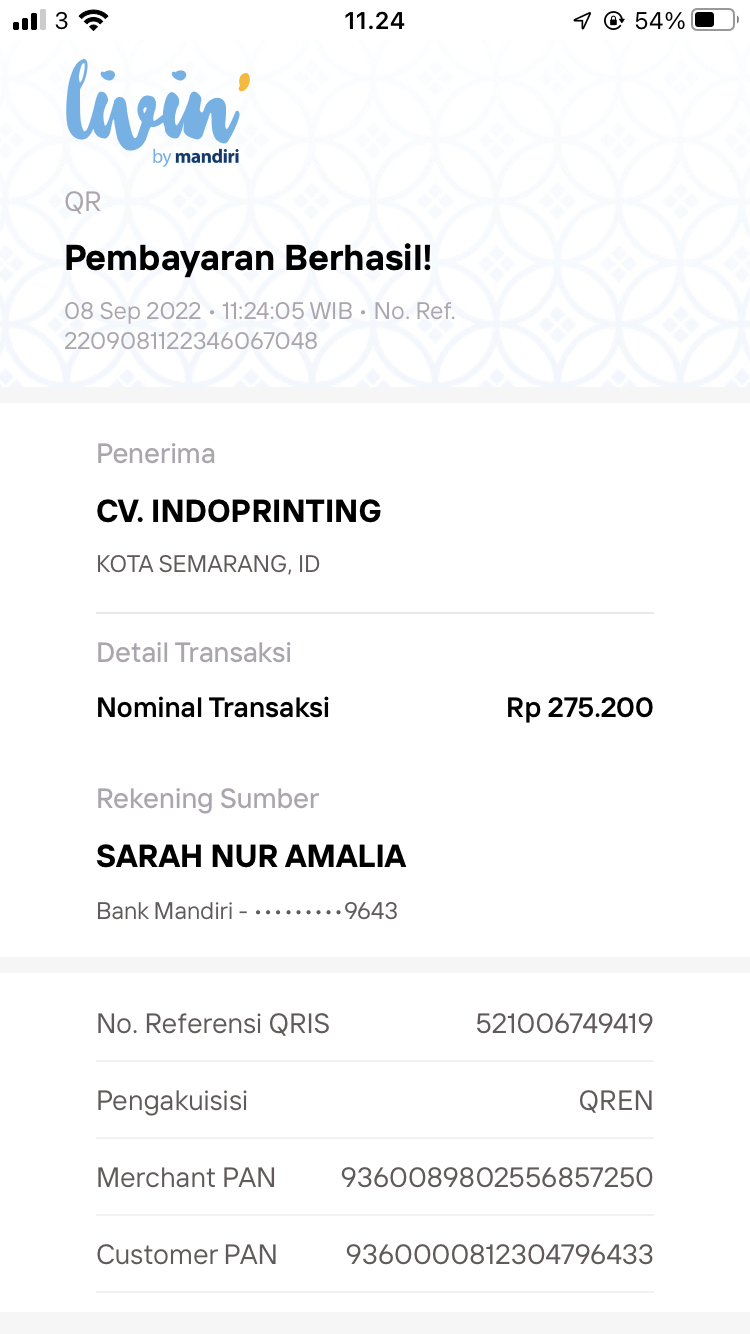 3
11.24
54%
livin'
by mandiri
QR
Pembayaran Berhasil!
08 Sep 2022 • 11:24:05 WIB • No. Ref.
2209081122346067048
Penerima
CV. INDOPRINTING
KOTA SEMARANG, ID
Detail Transaksi
Nominal Transaksi Rp 275.200
Rekening Sumber
SARAH NUR AMALIA
Bank Mandiri - •••••••••9643
No. Referensi QRIS 521006749419
Pengakuisisi QREN
Merchant PAN 9360089802556857250
Customer PAN 9360000812304796433